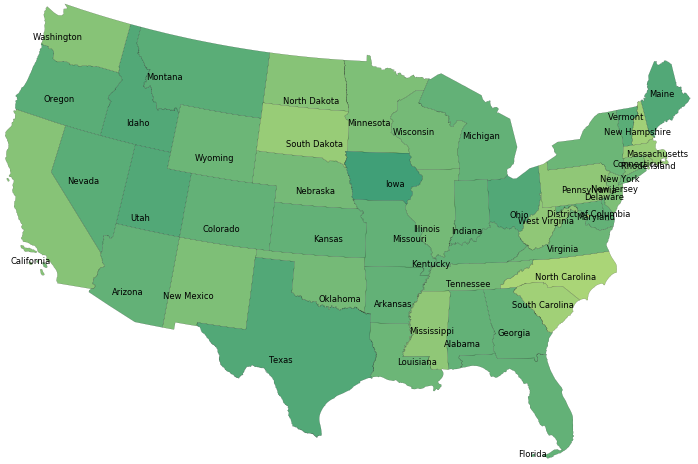 Washington
Montana
Maine
Oregon
North Dakota
Vermont
Idaho
Minnesota
Wisconsin
New Hampshire
Michigan
South Dakota
Massachusetts
Wyoming
Connecticut
Rhode Island
New York
Nevada
Iowa
Nebraska
Pennsylvania
New Jersey
Delaware
Utah
Ohio
District of Columbia
Maryland
West Virginia
Colorado
Illinois
Indiana
Kansas
Missouri
Virginia
California
Kentucky
North Carolina
Arizona
New Mexico
Tennessee
Oklahoma
Arkansas
South Carolina
Mississippi
Georgia
Alabama
Texas
Louisiana
Florida